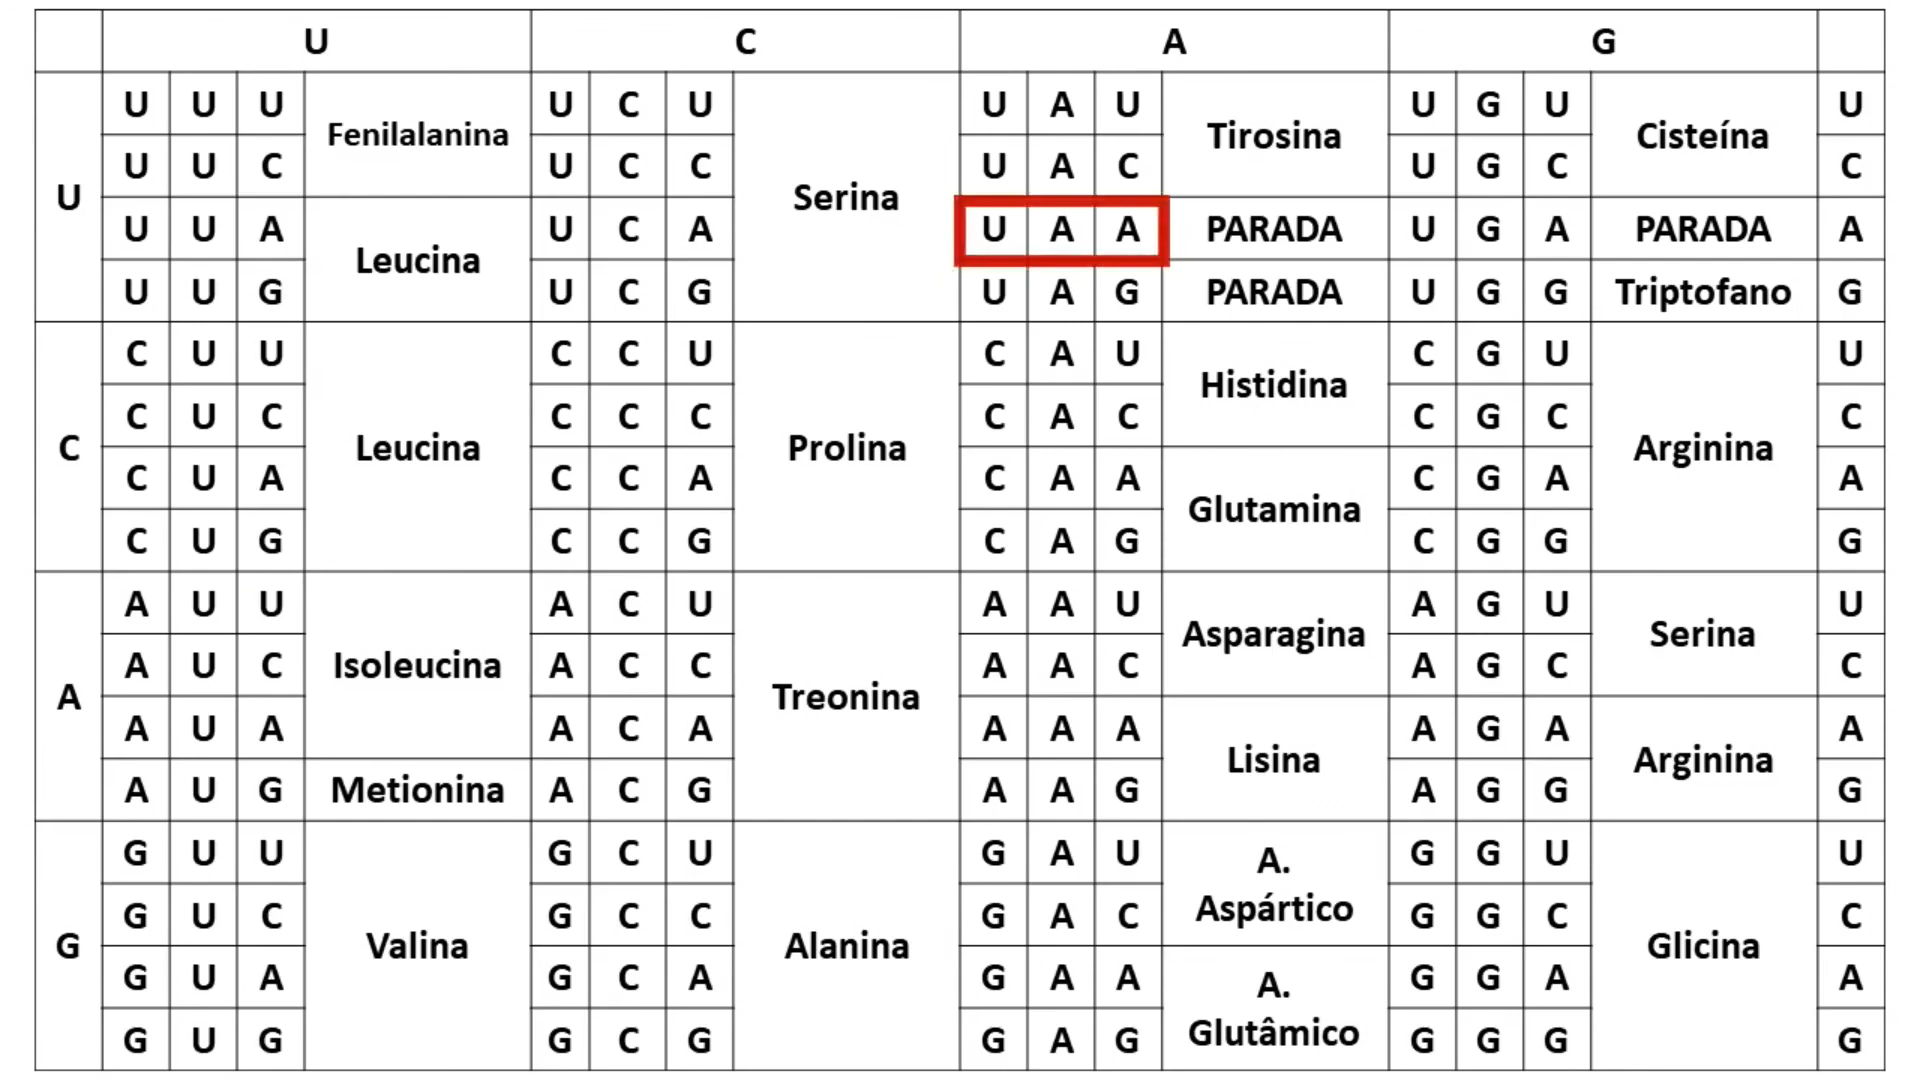 U C A G
U U U Fenilalanina U C U Serina U A U Tirosina U G U Cisteína U
U U U C U C C U A C U G C C
U U A Leucina U C A U A A PARADA U G A PARADA A
U U G U C G U A G PARADA U G G Triptofano G
C C U U Leucina C C U Prolina C A U Histidina C G U Arginina U
C U C C C C C A C C G C C
C U A C C A C A A Glutamina C G A A
C U G C C G C A G C G G G
A A U U Isoleucina A C U Treonina A A U Asparagina A G U Serina U
A U C A C C A A C A G C C
A U A A C A A A A Lisina A G A Arginina A
A U G Metionina A C G A A G A G G G
G G U U Valina G C U Alanina G A U A. Aspártico G G U Glicina U
G U C G C C G A C G G C C
G U A G C A G A A A. Glutâmico G G A A
G U G G C G G A G G G G G